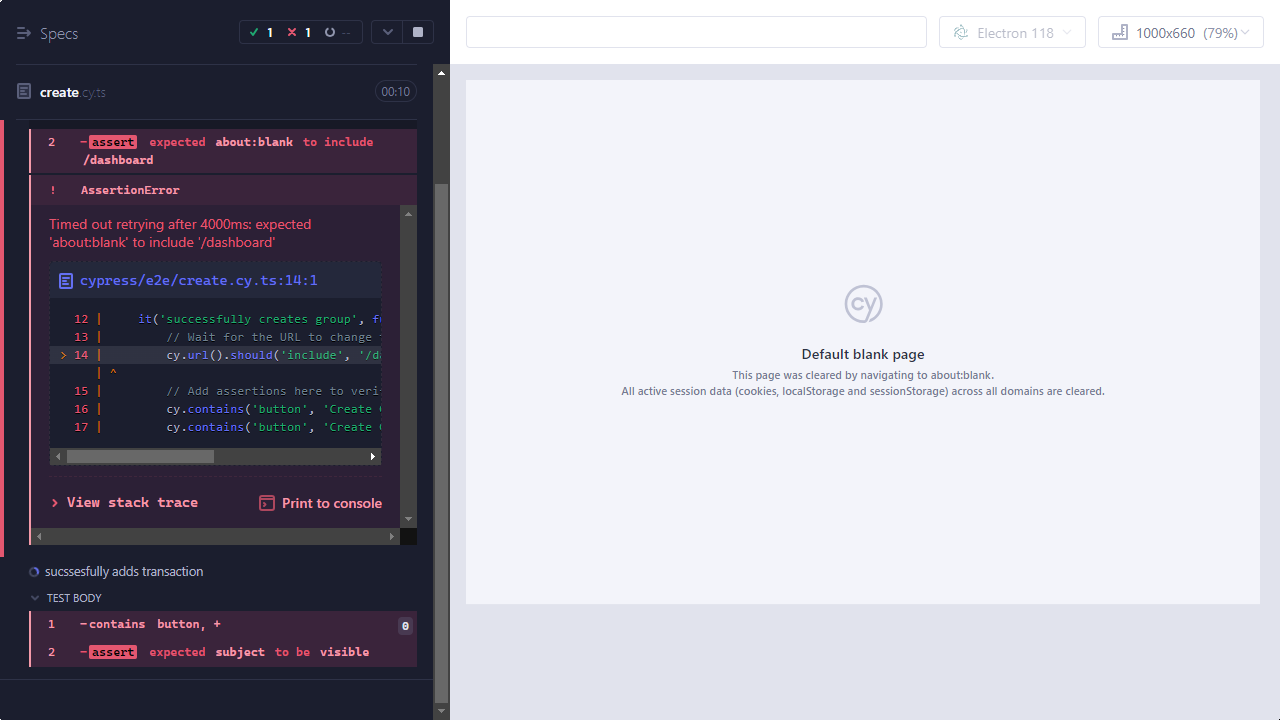 Specs
1 1 --
Electron 118
1000x660 (79%)
create.cy.ts
00:10
2 -assert expected about:blank to include
/dashboard
! AssertionError
Timed out retrying after 4000ms: expected
'about:blank' to include '/dashboard'
cypress/e2e/create.cy.ts:14:1
12 | it('successfully creates group', fu
13 | // Wait for the URL to change t
> 14 | cy.url().should('include', '/da
| ^
15 | // Add assertions here to veri
16 | cy.contains('button', 'Create G
17 | cy.contains('button', 'Create G
View stack trace
Print to console
sucssesfully adds transaction
TEST BODY
1 -contains button, + 0
2 -assert expected subject to be visible
cy
Default blank page
This page was cleared by navigating to about:blank.
All active session data (cookies, localStorage and sessionStorage) across all domains are cleared.